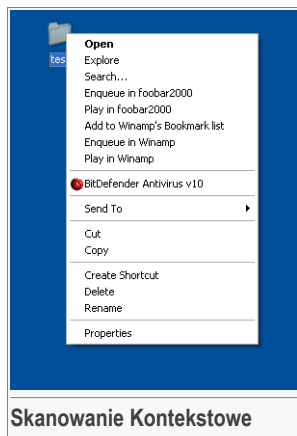 tes
Open
Explore
Search...
Enqueue in foobar2000
Play in foobar2000
Add to Winamp's Bookmark list
Enqueue in Winamp
Play in Winamp
BitDefender Antivirus v10
Send To
Cut
Copy
Create Shortcut
Delete
Rename
Properties
Skanowanie Kontekstowe